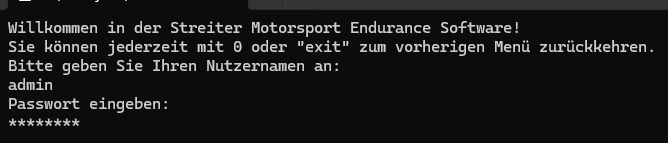 Willkommen in der Streiter Motorsport Endurance Software!
Sie können jederzeit mit 0 oder "exit" zum vorherigen Menü zurückkehren.
Bitte geben Sie Ihren Nutzernamen an:
admin
Passwort eingeben:
********